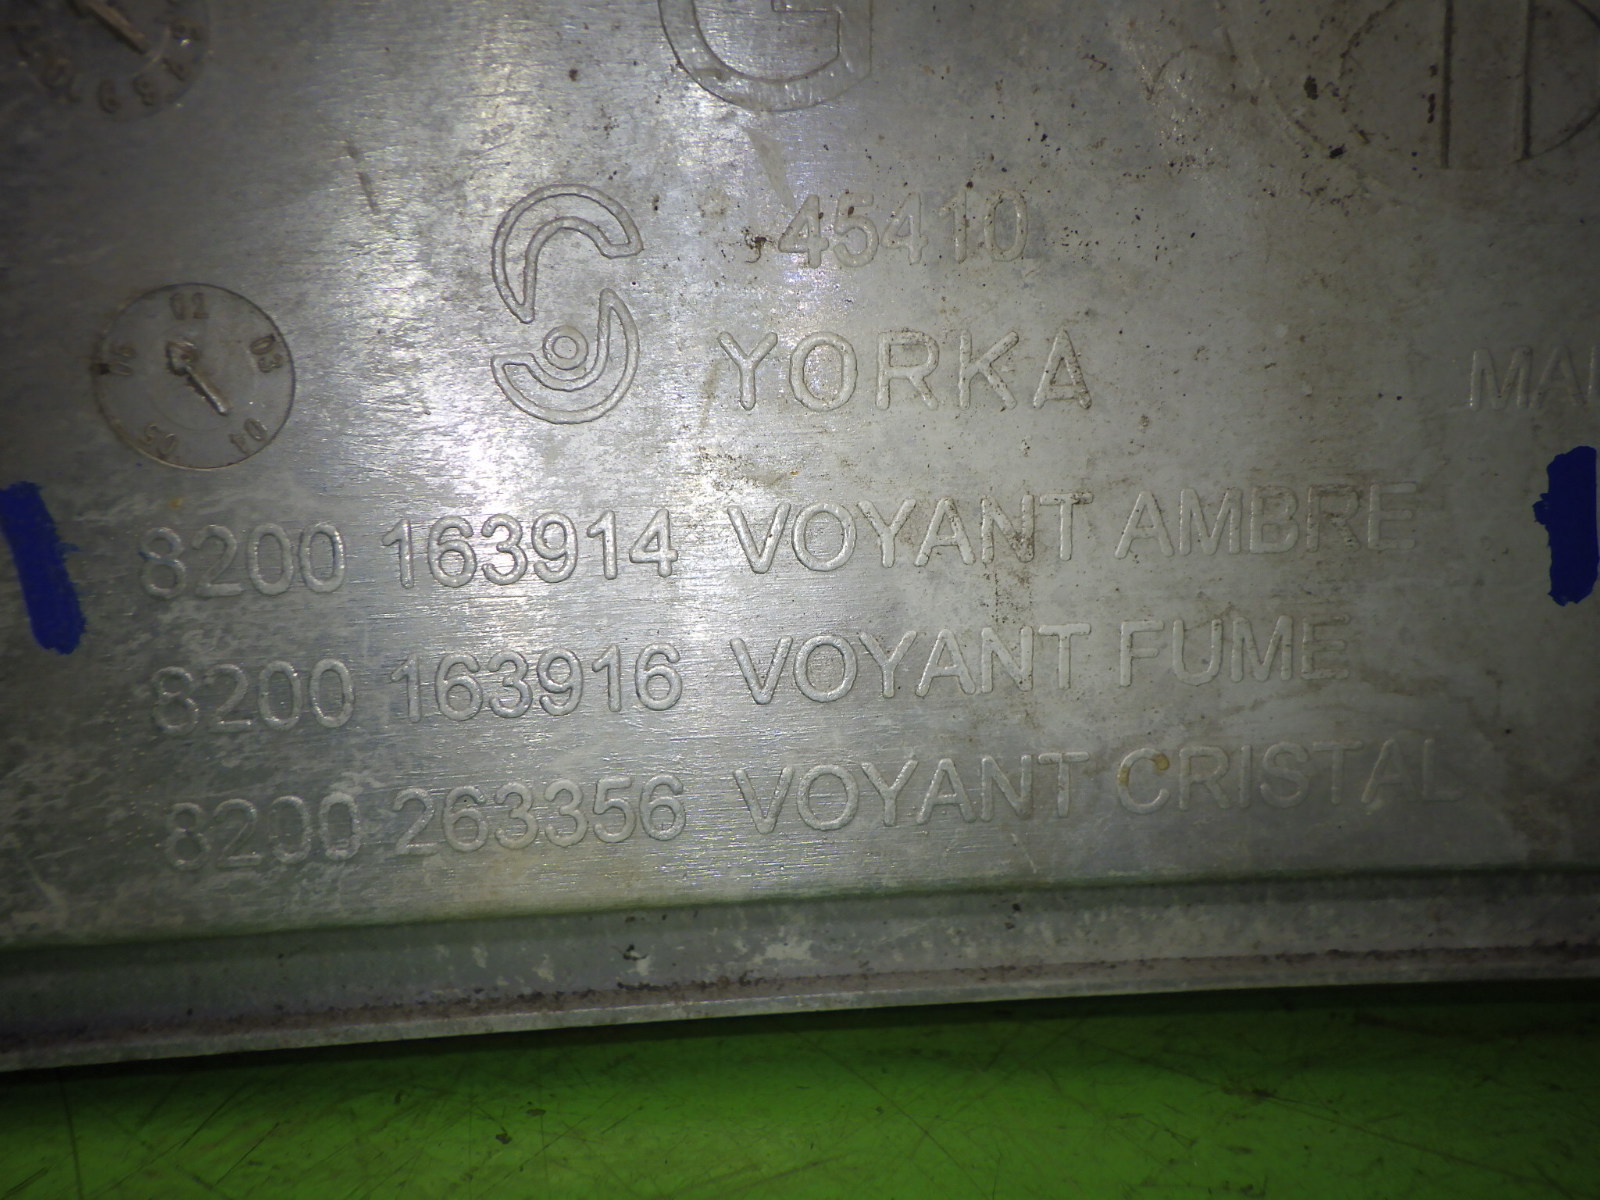 G
45410
YORKA
8200 163914 VOYANT AMBRE
8200 163916 VOYANT FUME
8200 263356 VOYANT CRISTAL